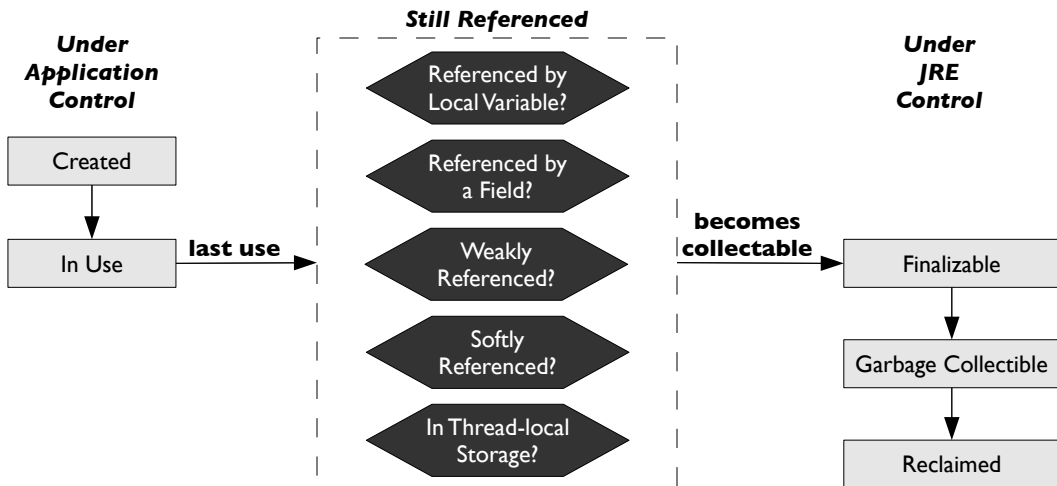 Under
Application
Control
Created
In Use
last use
Still Referenced
Referenced by
Local Variable?
Referenced by
a Field?
Weakly
Referenced?
Softly
Referenced?
In Thread-local
Storage?
becomes
collectable
Under
JRE
Control
Finalizable
Garbage Collectible
Reclaimed